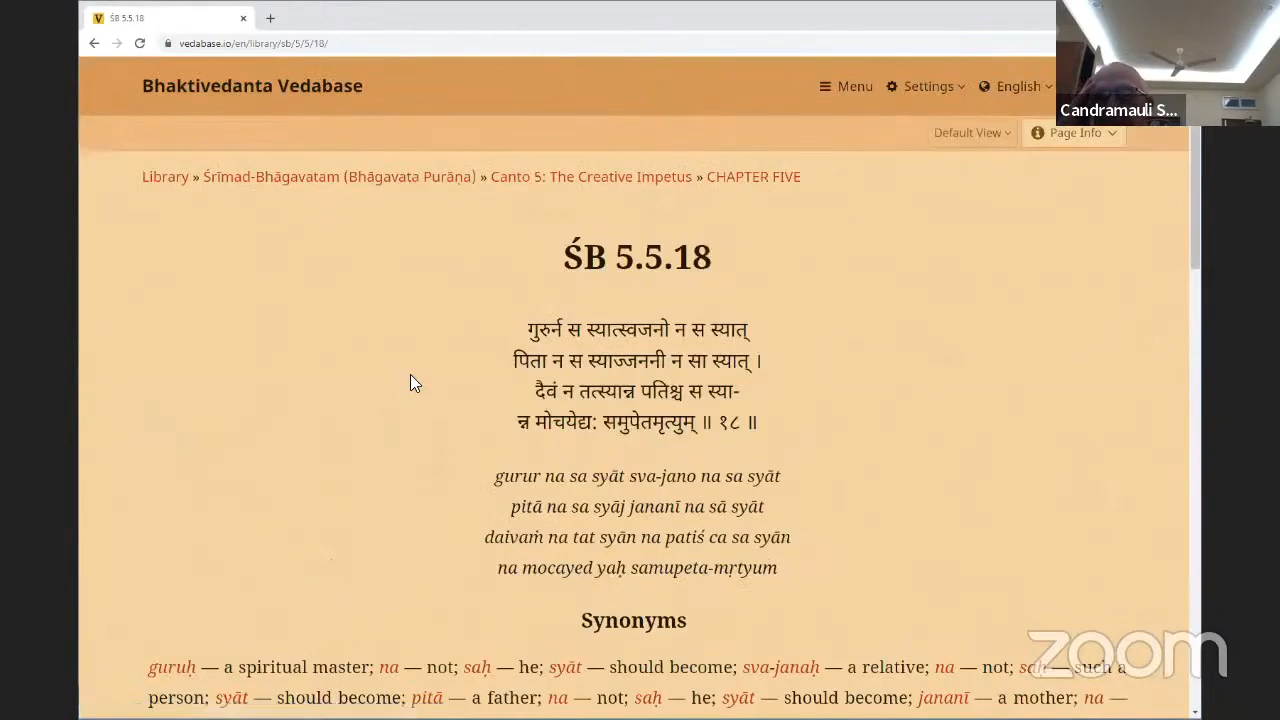 ŚB 5.5.18
vedabase.io/en/library/sb/5/5/18/
Bhaktivedanta Vedabase
Menu Settings English
Candramauli S...
Default View Page Info
Library » Śrīmad-Bhāgavatam (Bhāgavata Purāṇa) » Canto 5: The Creative Impetus » CHAPTER FIVE
ŚB 5.5.18
गुरुर्न स स्यात्स्वजनो न स स्यात्
पिता न स स्याज्जननी न सा स्यात् ।
दैवं न तत्स्यान्न पतिश्च स स्या-
न्न मोचयेद्य: समुपेतमृत्युम् ॥ १८ ॥
gurur na sa syāt sva-jano na sa syāt
pitā na sa syāj jananī na sā syāt
daivaṁ na tat syān na patiś ca sa syān
na mocayed yaḥ samupeta-mṛtyum
Synonyms
guruḥ — a spiritual master; na — not; saḥ — he; syāt — should become; sva-janaḥ — a relative; na — not; saḥ — such a
person; syāt — should become; pitā — a father; na — not; saḥ — he; syāt — should become; jananī — a mother; na —
zoom